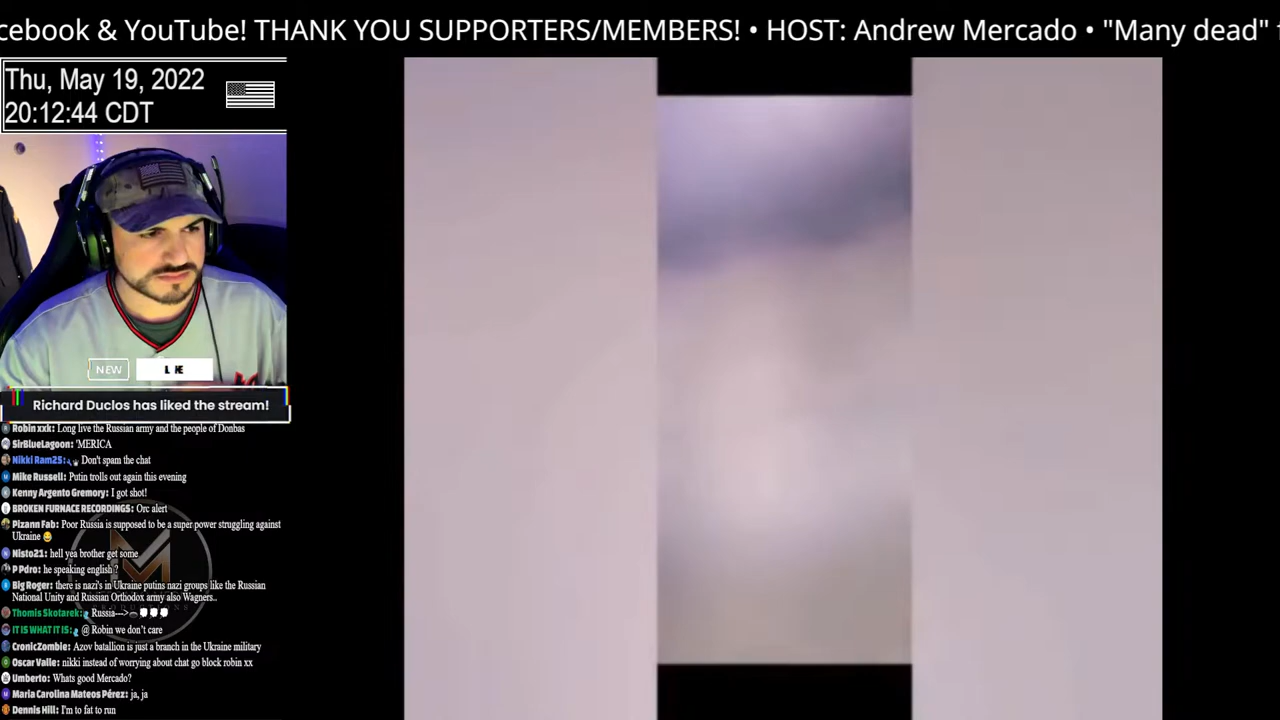 cebook & YouTube! THANK YOU SUPPORTERS/MEMBERS! • HOST: Andrew Mercado • "Many dead" f
Thu, May 19, 2022
20:12:44 CDT
NEW
Richard Duclos has liked the stream!
Robin xxk: Long live the Russian army and the people of Donbas
SirBlueLagoon: 'MERICA
Nikki Ram25: Don't spam the chat
Mike Russell: Putin trolls out again this evening
Kenny Argento Gremory: I got shot!
BROKEN FURNACE RECORDINGS: Orc alert
Pizann Fab: Poor Russia is supposed to be a super power struggling against
Ukraine 😄
Nisto21: hell yea brother get some
P Pdro: he speaking english?
Big Roger: there is nazi's in Ukraine putins nazi groups like the Russian
National Unity and Russian Orthodox army also Wagners..
Thomis Skotarek: Russia--->
IT IS WHAT IT IS: @ Robin we don't care
CronicZombie: Azov batallion is just a branch in the Ukraine military
Oscar Valle: nikki instead of worrying about chat go block robin xx
Umberto: Whats good Mercado?
Maria Carolina Mateos Pérez: ja, ja
Dennis Hill: I'm to fat to run